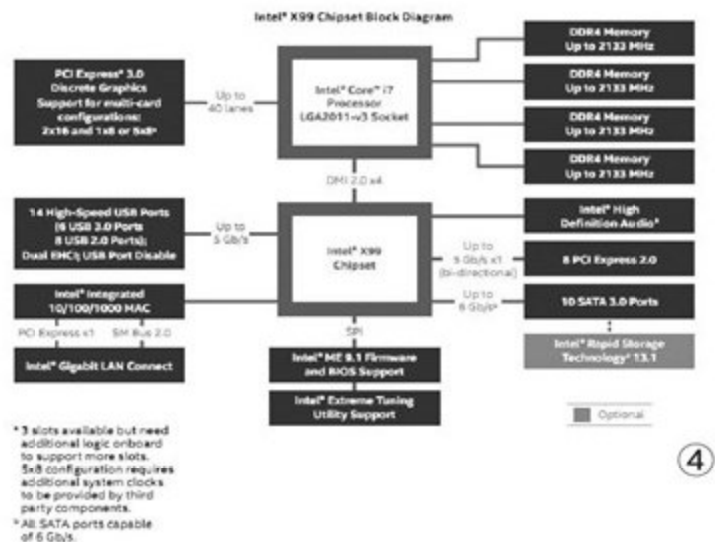 Intel® X99 Chipset Block Diagram
PCI Express® 3.0
Discrete Graphics
Support for multi-card
configurations:
2x16 and 1x8 or 5x8ª
Up to
40 lanes
Intel® Core™ i7
Processor
LGA2011-v3 Socket
DDR4 Memory
Up to 2133 MHz
DDR4 Memory
Up to 2133 MHz
DDR4 Memory
Up to 2133 MHz
DDR4 Memory
Up to 2133 MHz
DMI 2.0 x4
14 High-Speed USB Ports
(6 USB 3.0 Ports
8 USB 2.0 Ports);
Dual EHCI; USB Port Disable
Up to
5 Gb/s
Intel® X99
Chipset
Intel® High
Definition Audio⁸
Up to
5 Gb/s x1
(bi-directional)
8 PCI Express 2.0
Intel® Integrated
10/100/1000 MAC
Up to
6 Gb/sᵇ
10 SATA 3.0 Ports
PCI Express x1
SM Bus 2.0
SPI
Intel® Rapid Storage
Technology® 13.1
Intel® Gigabit LAN Connect
Intel® ME 9.1 Firmware
and BIOS Support
Intel® Extreme Tuning
Utility Support
Optional
ª 3 slots available but need
additional logic onboard
to support more slots.
5x8 configuration requires
additional system clocks
to be provided by third
party components.
ᵇ All SATA ports capable
of 6 Gb/s.
④